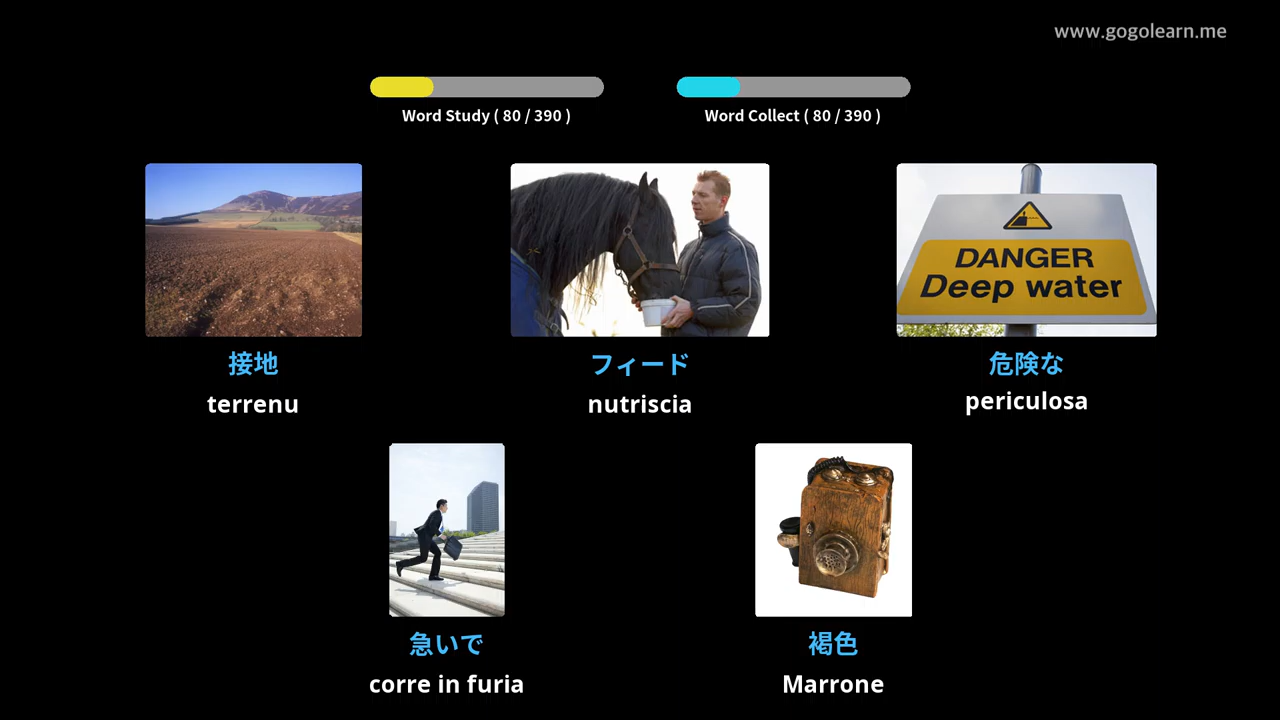 www.gogolearn.me
Word Study ( 80 / 390 )
Word Collect ( 80 / 390 )
DANGER
Deep water
接地
フィード
危険な
terrenu
nutriscia
periculosa
急いで
褐色
corre in furia
Marrone